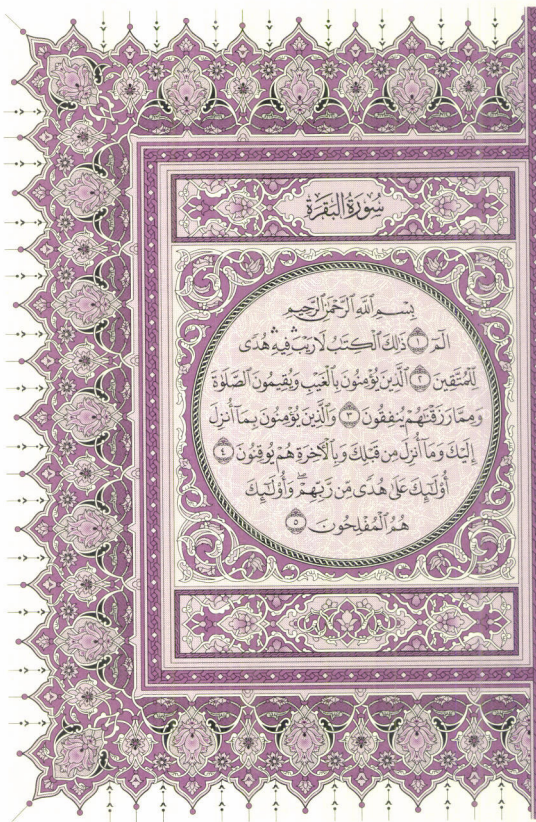 سُورَةُ البَقَرَةِ
بِسۡمِ ٱللَّهِ ٱلرَّحۡمَٰنِ ٱلرَّحِيمِ
الٓمٓ ١ ذَٰلِكَ ٱلۡكِتَٰبُ لَا رَيۡبَۛ فِيهِۛ هُدٗى
لِّلۡمُتَّقِينَ ٢ ٱلَّذِينَ يُؤۡمِنُونَ بِٱلۡغَيۡبِ وَيُقِيمُونَ ٱلصَّلَوٰةَ
وَمِمَّا رَزَقۡنَٰهُمۡ يُنفِقُونَ ٣ وَٱلَّذِينَ يُؤۡمِنُونَ بِمَآ أُنزِلَ
إِلَيۡكَ وَمَآ أُنزِلَ مِن قَبۡلِكَ وَبِٱلۡأٓخِرَةِ هُمۡ يُوقِنُونَ ٤
أُوْلَٰٓئِكَ عَلَىٰ هُدٗى مِّن رَّبِّهِمۡۖ وَأُوْلَٰٓئِكَ
هُمُ ٱلۡمُفۡلِحُونَ ٥